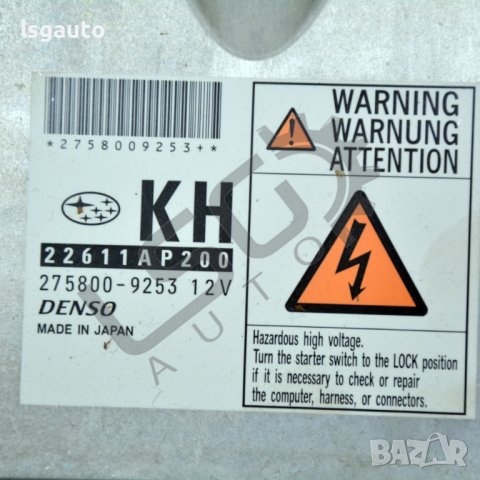 lsgauto
*2758009253+*
KH
22611AP200
275800-9253 12V
DENSO
MADE IN JAPAN
WARNING
WARNUNG
ATTENTION
Hazardous high voltage.
Turn the starter switch to the LOCK position
if it is necessary to check or repair
the computer, harness, or connectors.
AUTO
BAZAR